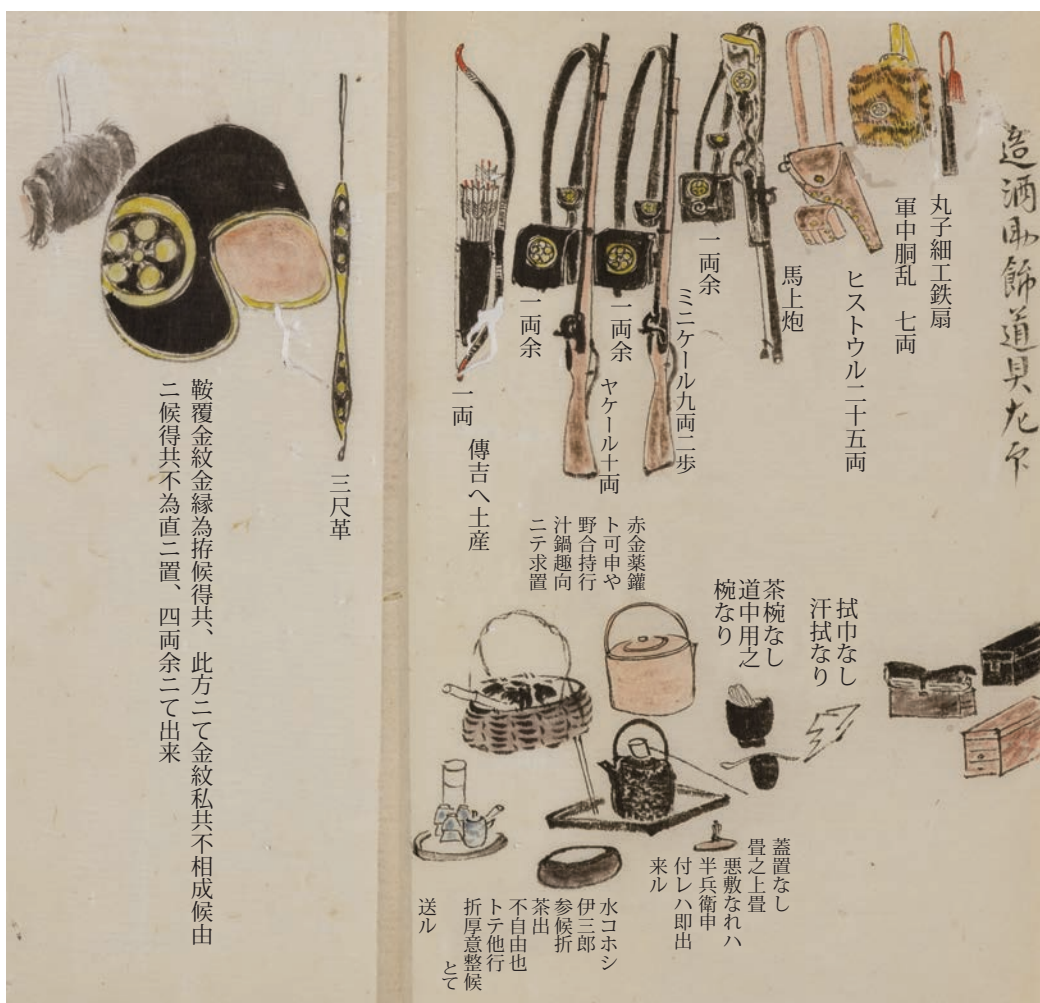 造酒助飾道具左ニ
丸子細工鉄扇
軍中胴乱 七両
ヒストウル二十五両
馬上炮
一両余
ミニケール九両二歩
一両余
ヤケール十両
一両余
一両
傳吉へ土産
三尺革
鞍覆金紋金縁為拵候得共、此方ニて金紋私共不相成候由
ニ候得共不為直ニ置、四両余ニて出来
拭巾なし
汗拭なり
茶椀なし
道中用之
椀なり
赤金薬鑵
ト可申や
野合持行
汁鍋趣向
ニテ求置
蓋置なし
畳之上畳
悪敷なれハ
半兵衛申
付レハ即出
来ル
水コホシ
伊三郎
参候折
茶出
不自由也
トテ他行
折厚意整候
とて
送ル